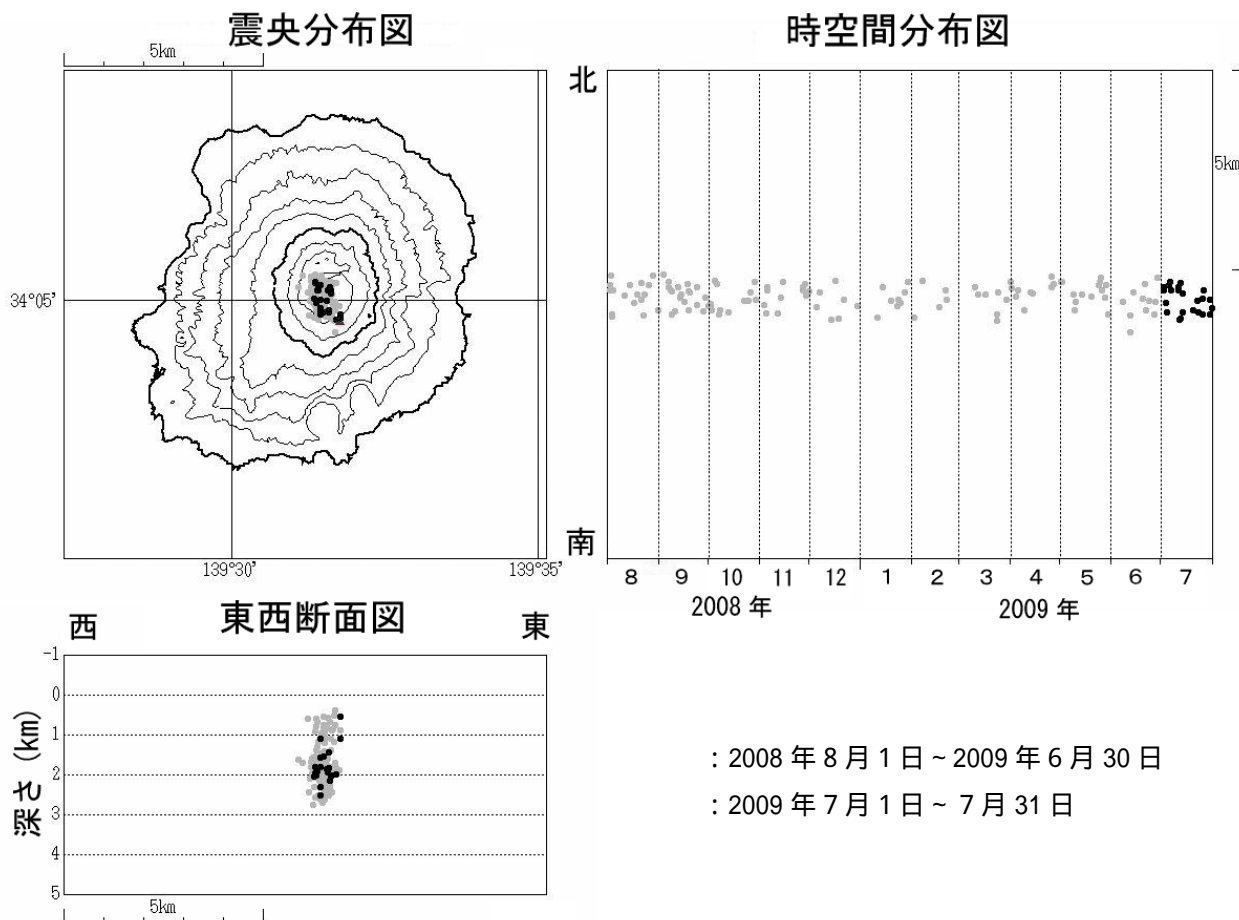 震央分布図
5km
34°05'
139°30'
139°35'
時空間分布図
北
南
5km
8 9 10 11 12 1 2 3 4 5 6 7
2008 年
2009 年
東西断面図
西
東
深さ (km)
-1
0
1
2
3
4
5
5km
: 2008 年 8 月 1 日 ~ 2009 年 6 月 30 日
: 2009 年 7 月 1 日 ~ 7 月 31 日